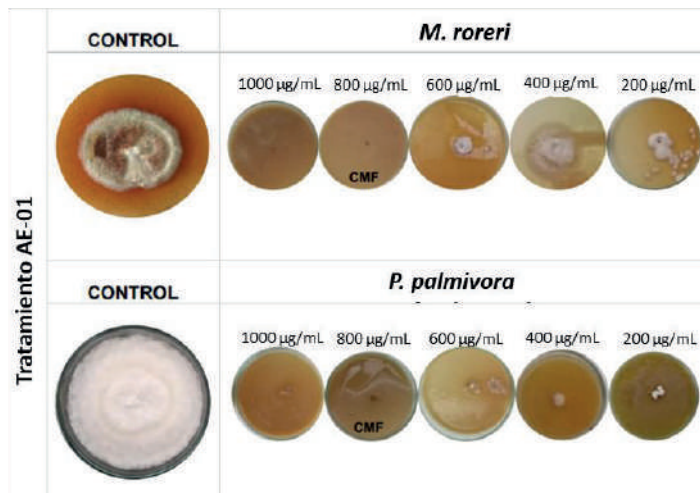 Tratamiento AE-01
CONTROL
M. roreri
1000 µg/mL
800 µg/mL
600 µg/mL
400 µg/mL
200 µg/mL
CMF
CONTROL
P. palmivora
1000 µg/mL
800 µg/mL
600 µg/mL
400 µg/mL
200 µg/mL
CMF